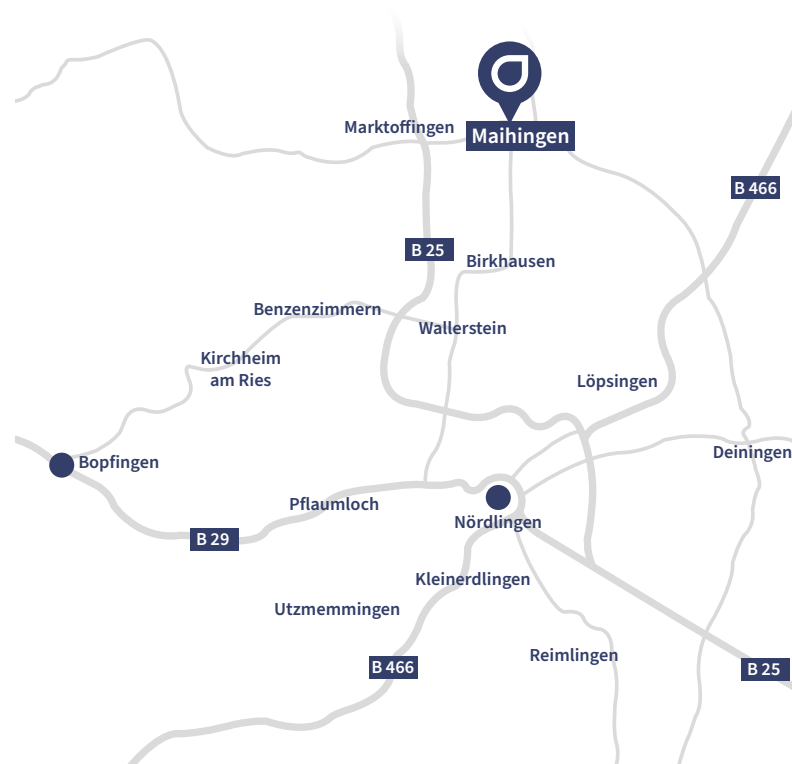 Marktoffingen
Maihingen
B 466
B 25
Birkhausen
Benzenzimmern
Wallerstein
Kirchheim
am Ries
Löpsingen
Deiningen
Bopfingen
Pflaumloch
Nördlingen
B 29
Kleinerdlingen
Utzmemmingen
Reimlingen
B 466
B 25